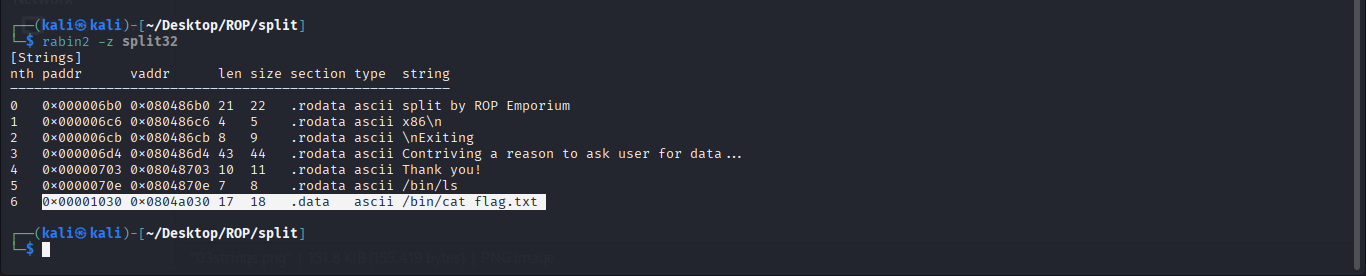 (kali㉿kali)-[~/Desktop/ROP/split]
$ rabin2 -z split32
[Strings]
nth paddr vaddr len size section type string
0 0×000006b0 0×080486b0 21 22 .rodata ascii split by ROP Emporium
1 0×000006c6 0×080486c6 4 5 .rodata ascii x86\n
2 0×000006cb 0×080486cb 8 9 .rodata ascii \nExiting
3 0×000006d4 0×080486d4 43 44 .rodata ascii Contriving a reason to ask user for data...
4 0×00000703 0×08048703 10 11 .rodata ascii Thank you!
5 0×0000070e 0×0804870e 7 8 .rodata ascii /bin/ls
6 0×00001030 0×0804a030 17 18 .data ascii /bin/cat flag.txt
(kali㉿kali)-[~/Desktop/ROP/split]
$